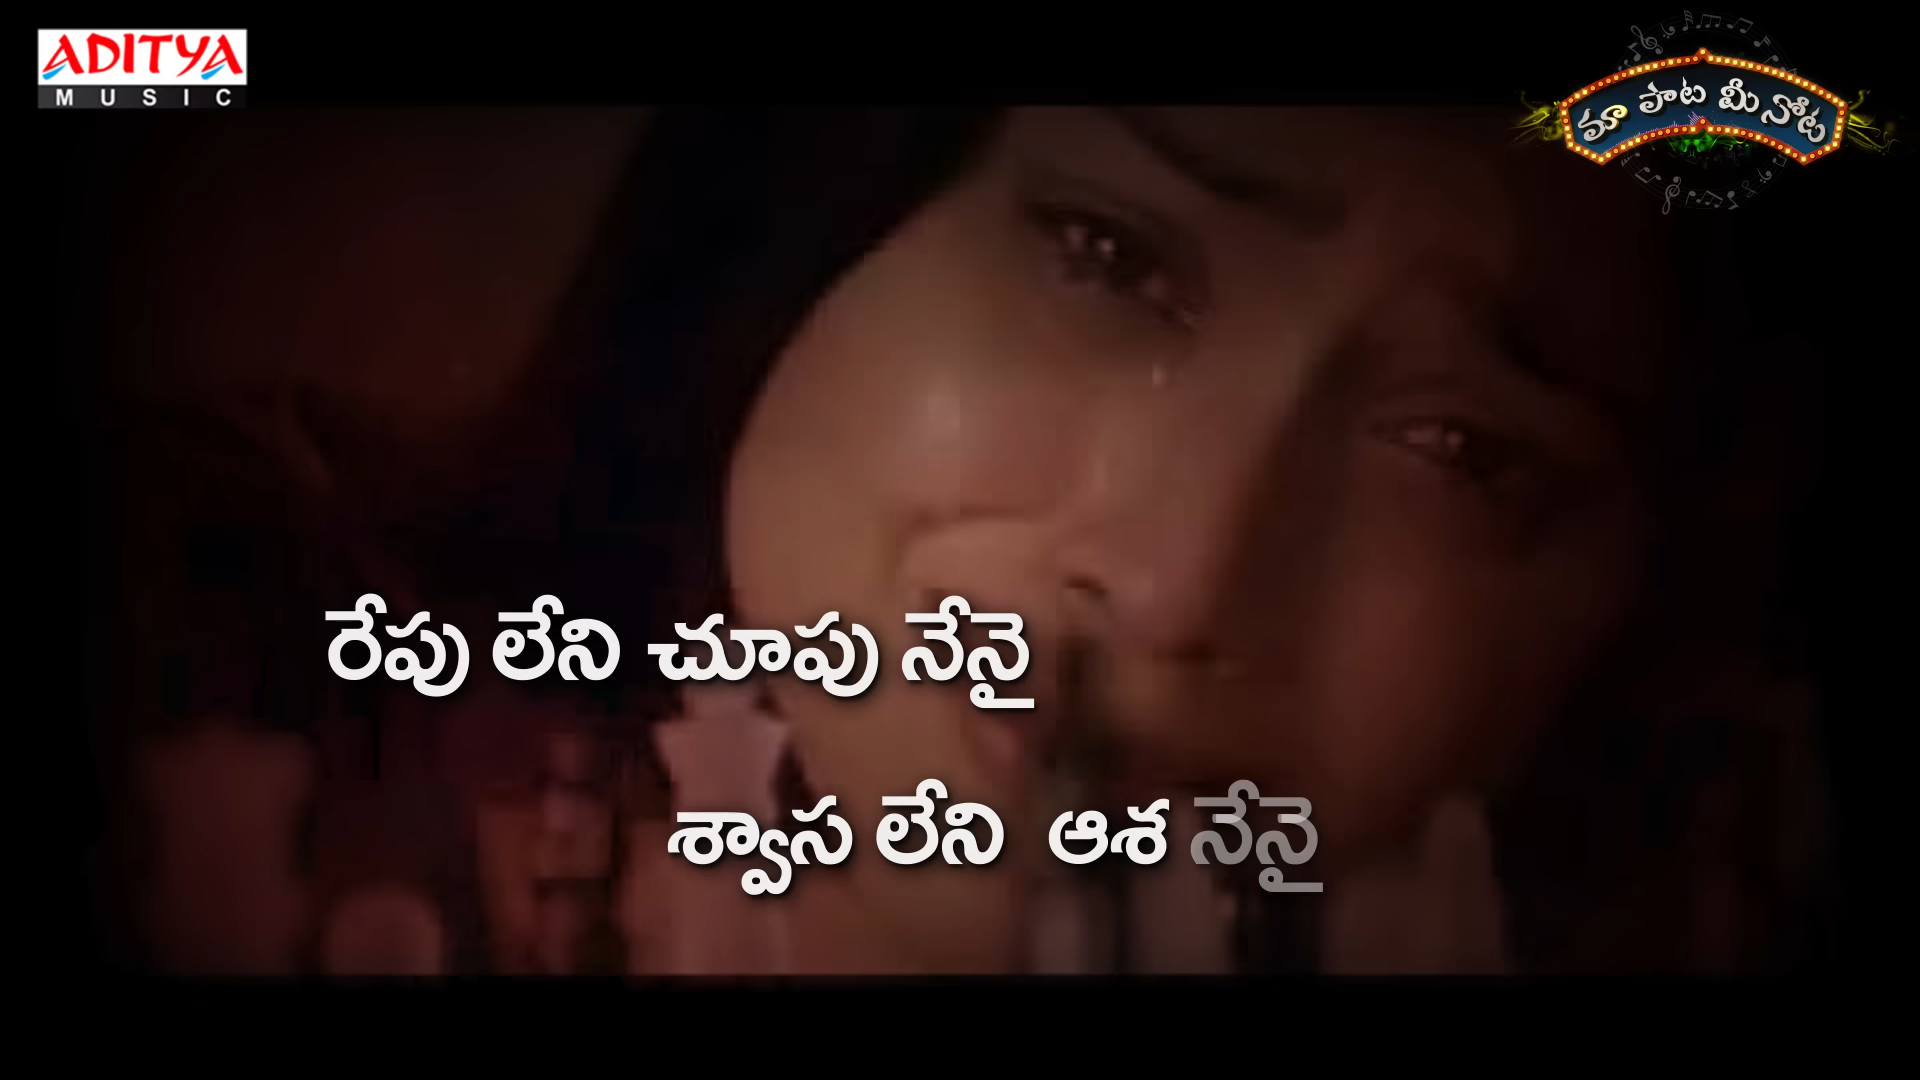 ADITYA
MUSIC
మా పాట మీ నోట
రేపు లేని చూపు నేనై
శ్వాస లేని ఆశ నేనై